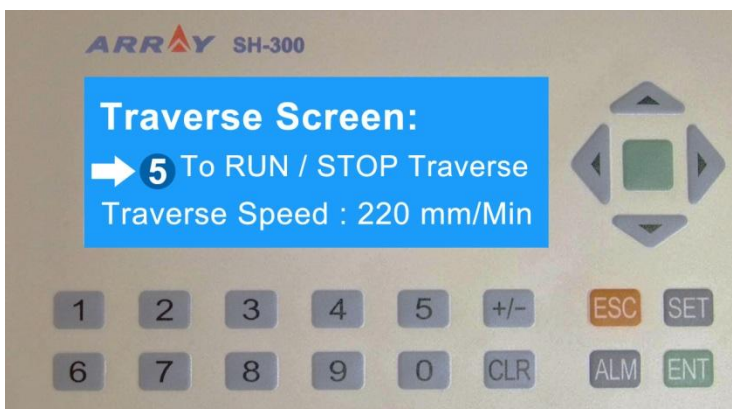 ARRAY SH-300
Traverse Screen:
5 To RUN / STOP Traverse
Traverse Speed : 220 mm/Min
1 2 3 4 5 +/- ESC SET
6 7 8 9 0 CLR ALM ENT